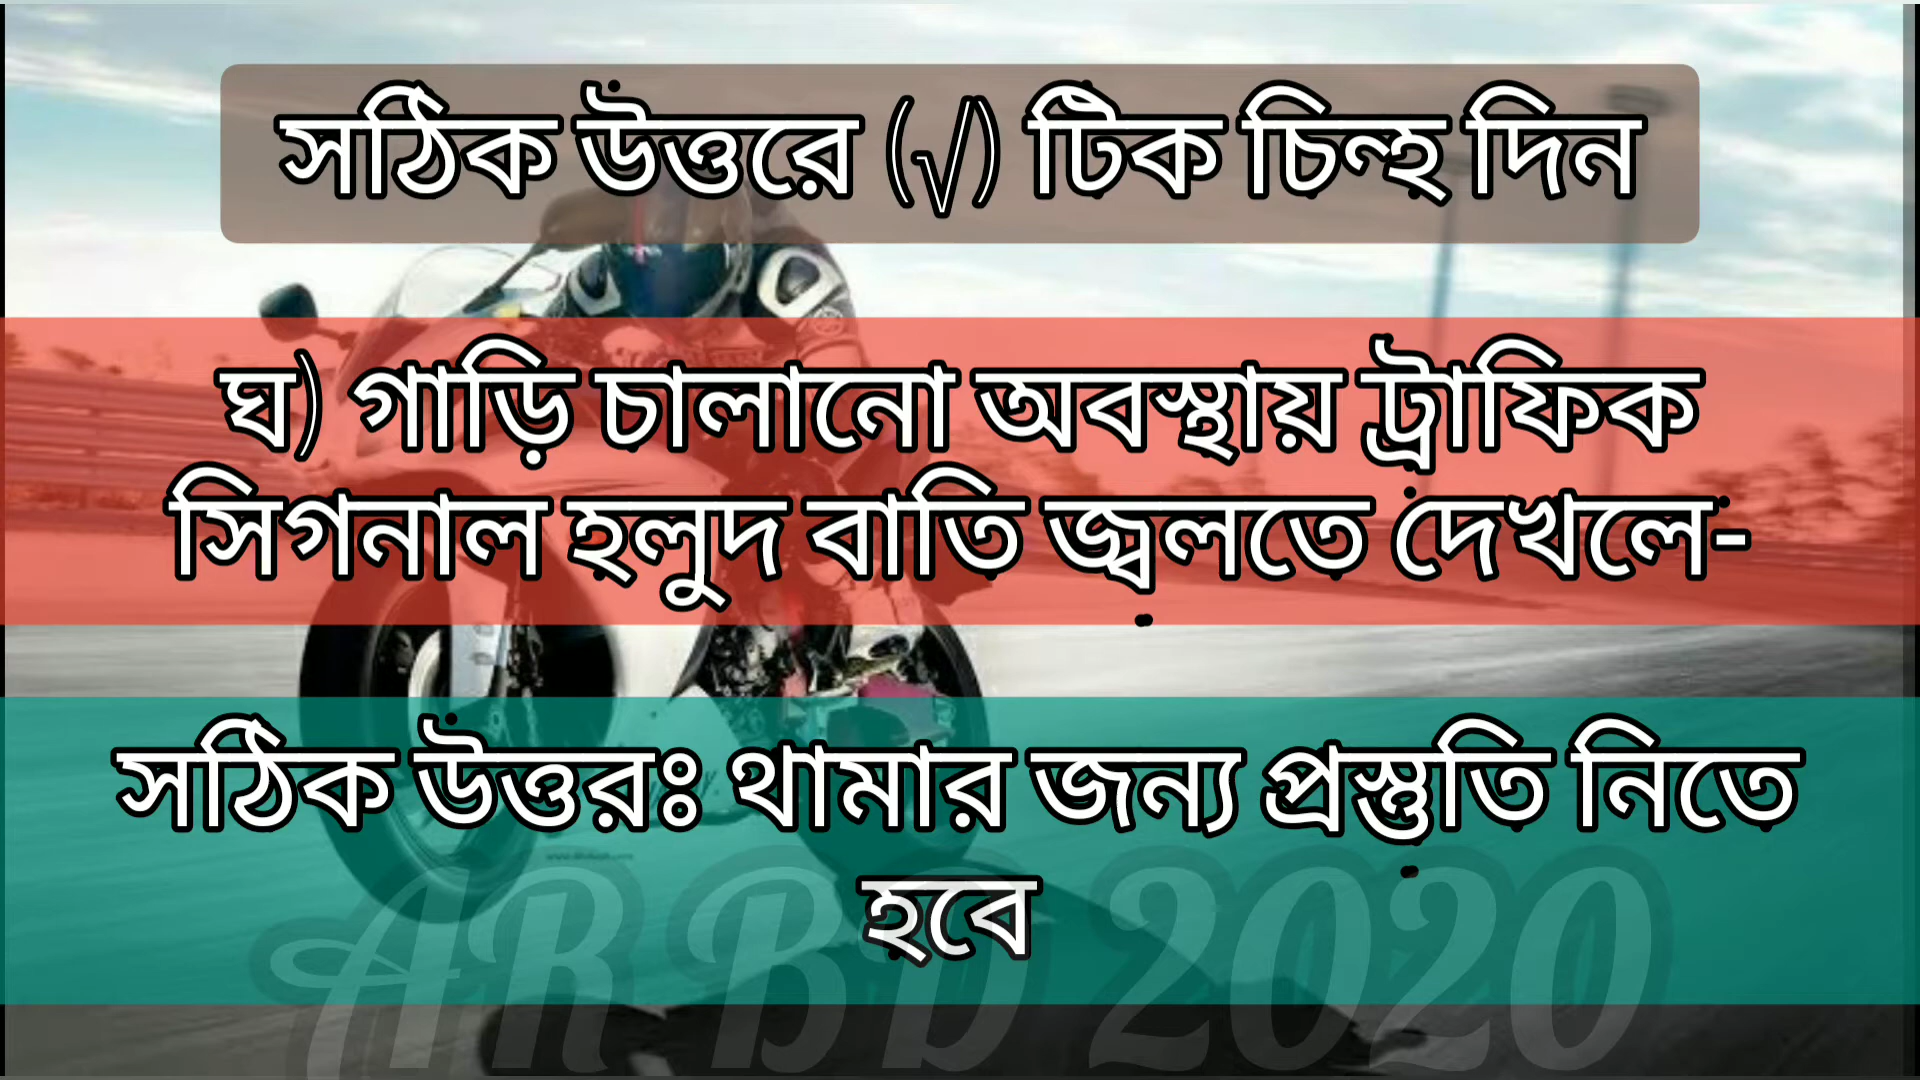 সঠিক উত্তরে (√) টিক চিন্হ দিন
ঘ) গাড়ি চালানো অবস্থায় ট্রাফিক
সিগনাল হলুদ বাতি জ্বলতে দেখলে-
সঠিক উত্তরঃ থামার জন্য প্রস্তুতি নিতে
হবে
AR BD 2020